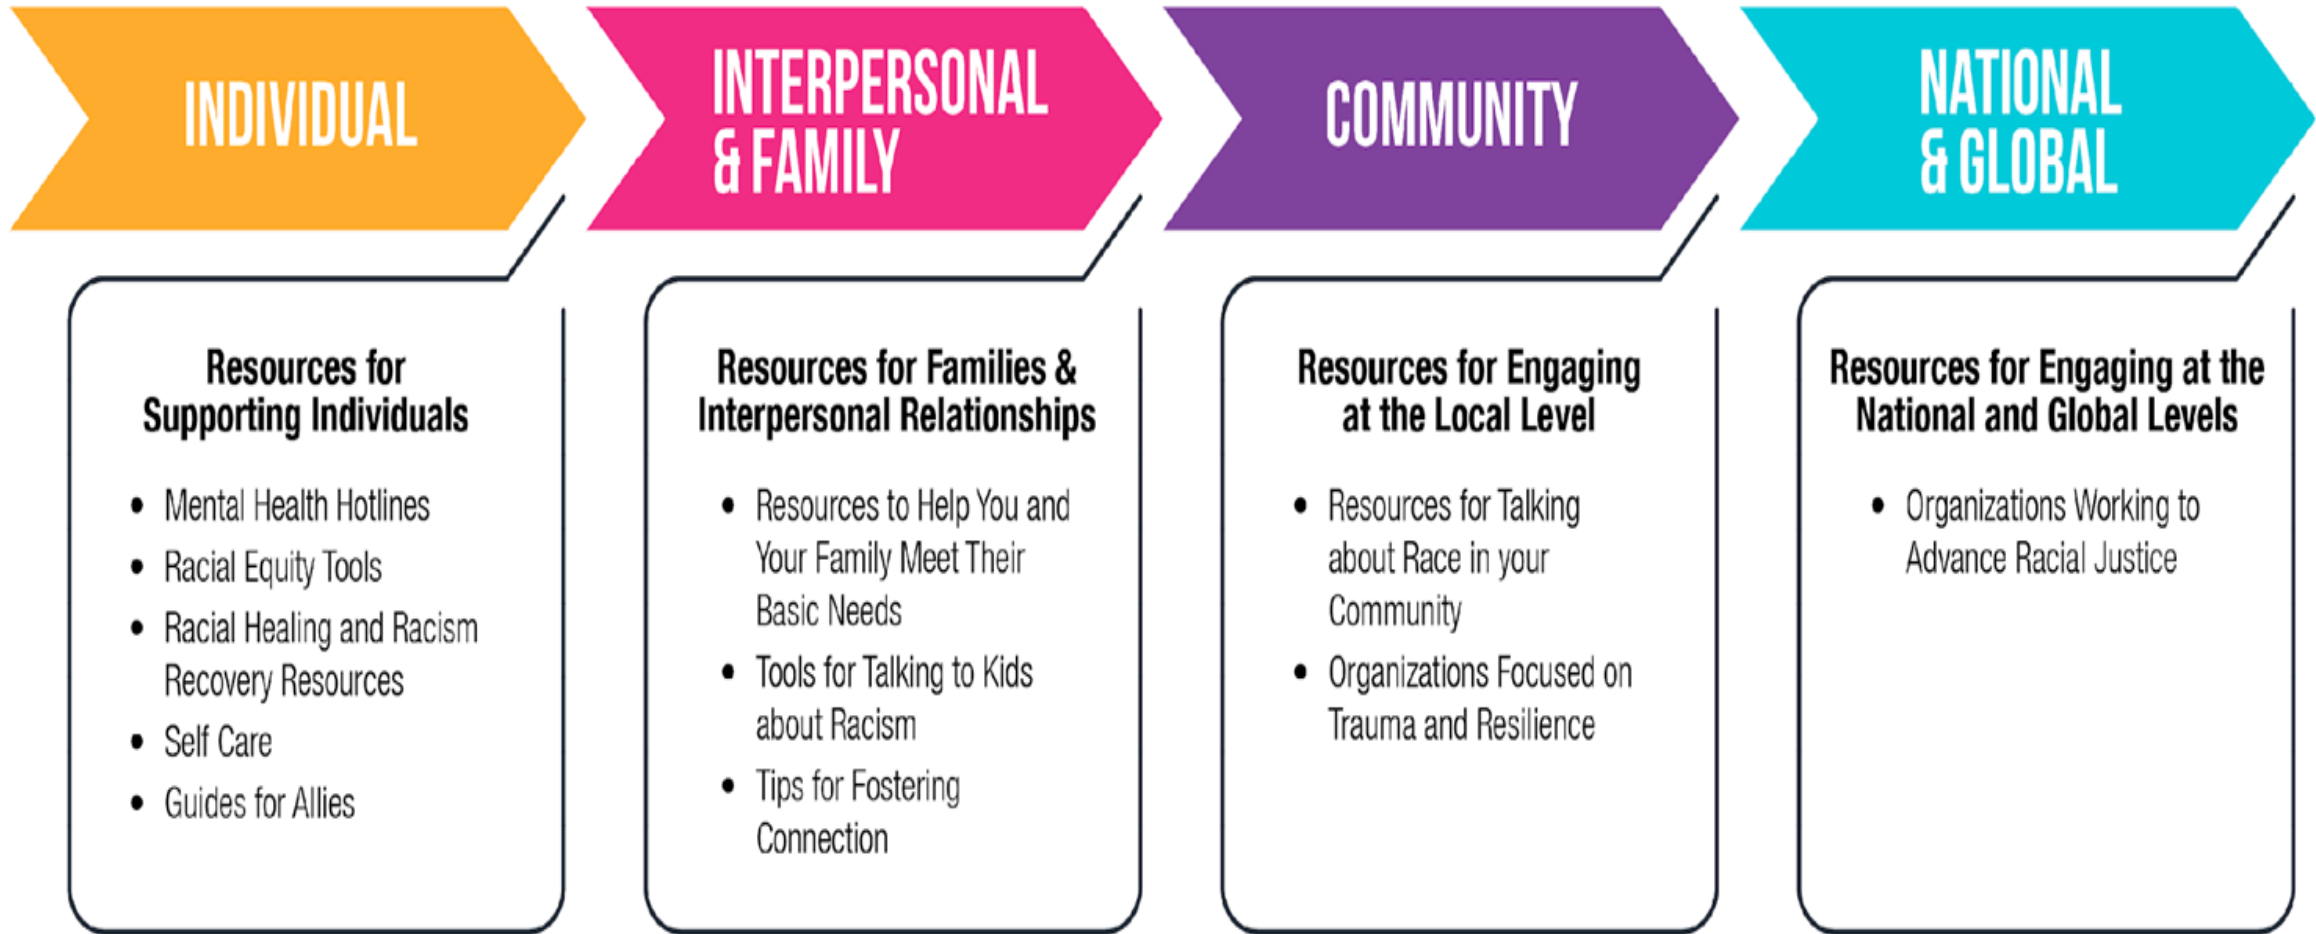 INDIVIDUAL
Resources for
Supporting Individuals
• Mental Health Hotlines
• Racial Equity Tools
• Racial Healing and Racism
Recovery Resources
• Self Care
• Guides for Allies
INTERPERSONAL
& FAMILY
Resources for Families &
Interpersonal Relationships
• Resources to Help You and
Your Family Meet Their
Basic Needs
• Tools for Talking to Kids
about Racism
• Tips for Fostering
Connection
COMMUNITY
Resources for Engaging
at the Local Level
• Resources for Talking
about Race in your
Community
• Organizations Focused on
Trauma and Resilience
NATIONAL
& GLOBAL
Resources for Engaging at the
National and Global Levels
• Organizations Working to
Advance Racial Justice